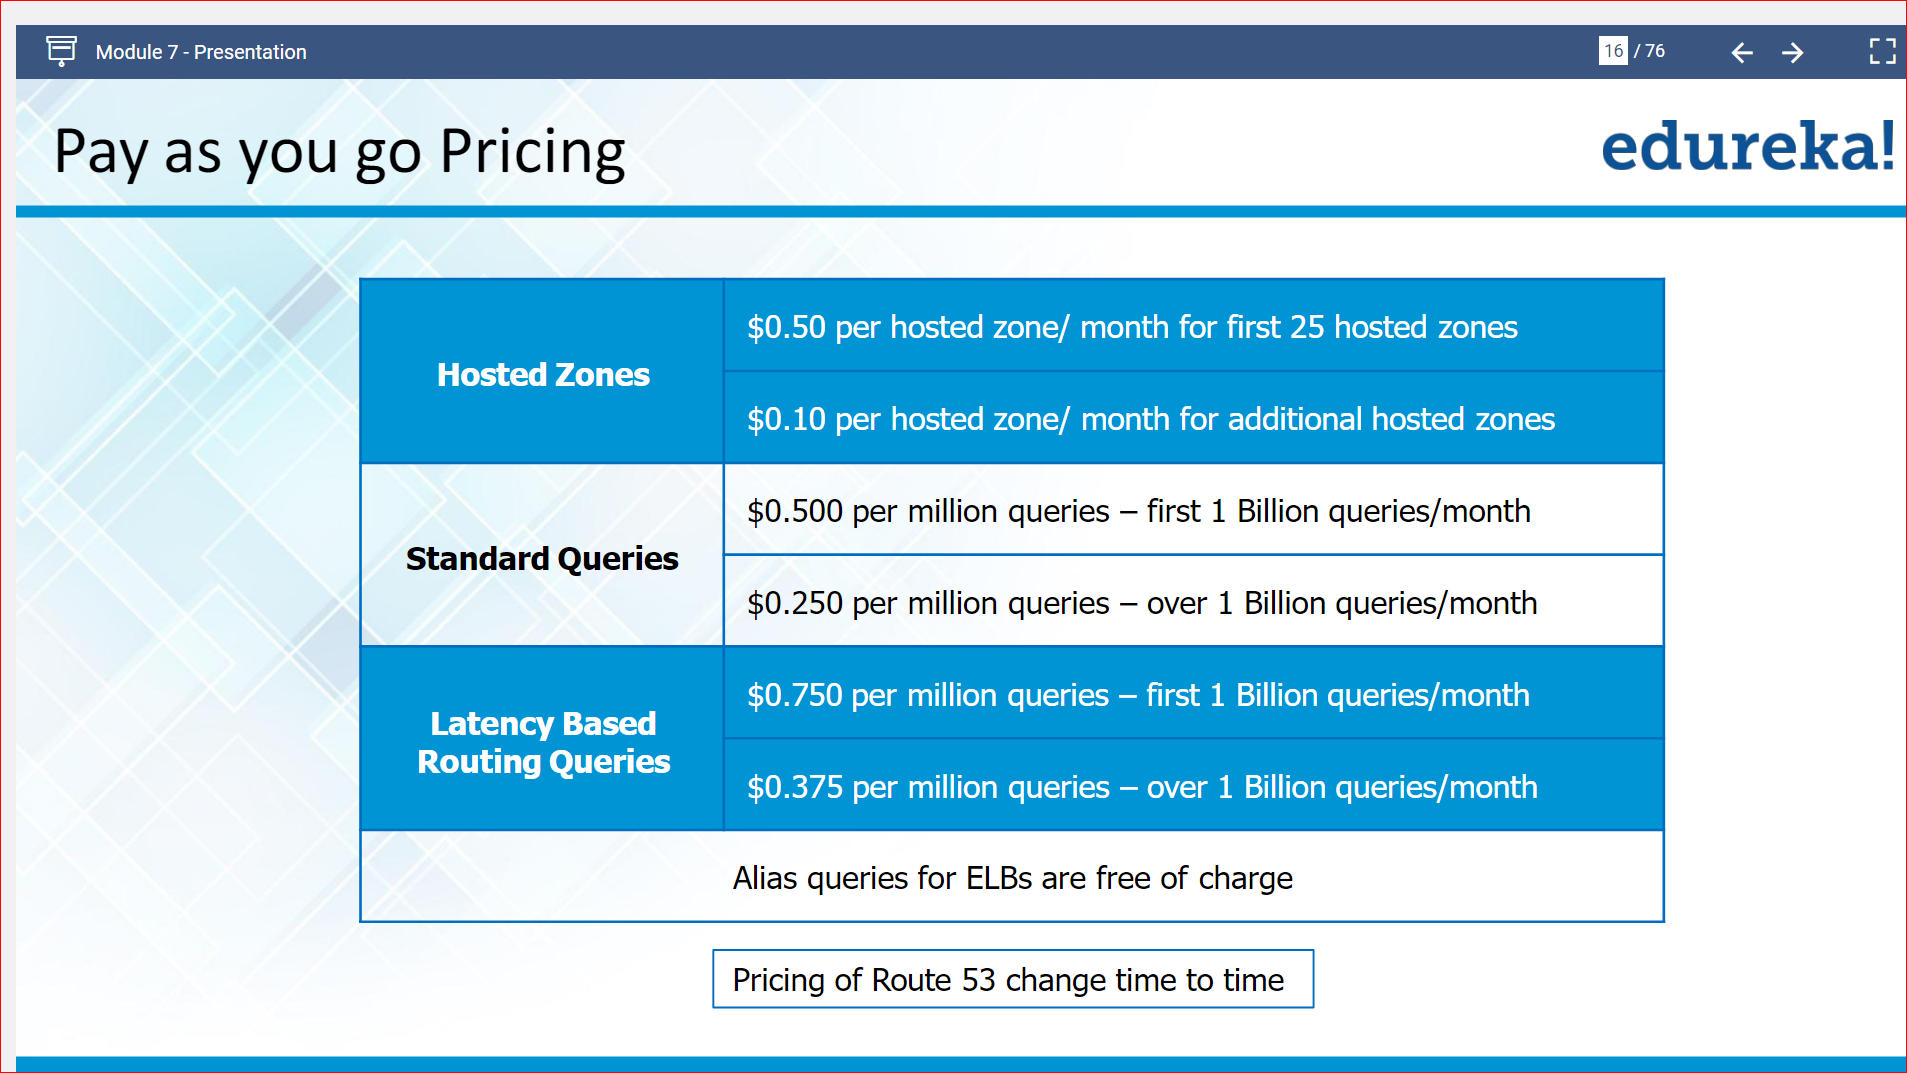 Module 7 - Presentation
16 / 76
Pay as you go Pricing
edureka!
Hosted Zones
$0.50 per hosted zone/ month for first 25 hosted zones
$0.10 per hosted zone/ month for additional hosted zones
Standard Queries
$0.500 per million queries – first 1 Billion queries/month
$0.250 per million queries – over 1 Billion queries/month
Latency Based
Routing Queries
$0.750 per million queries – first 1 Billion queries/month
$0.375 per million queries – over 1 Billion queries/month
Alias queries for ELBs are free of charge
Pricing of Route 53 change time to time